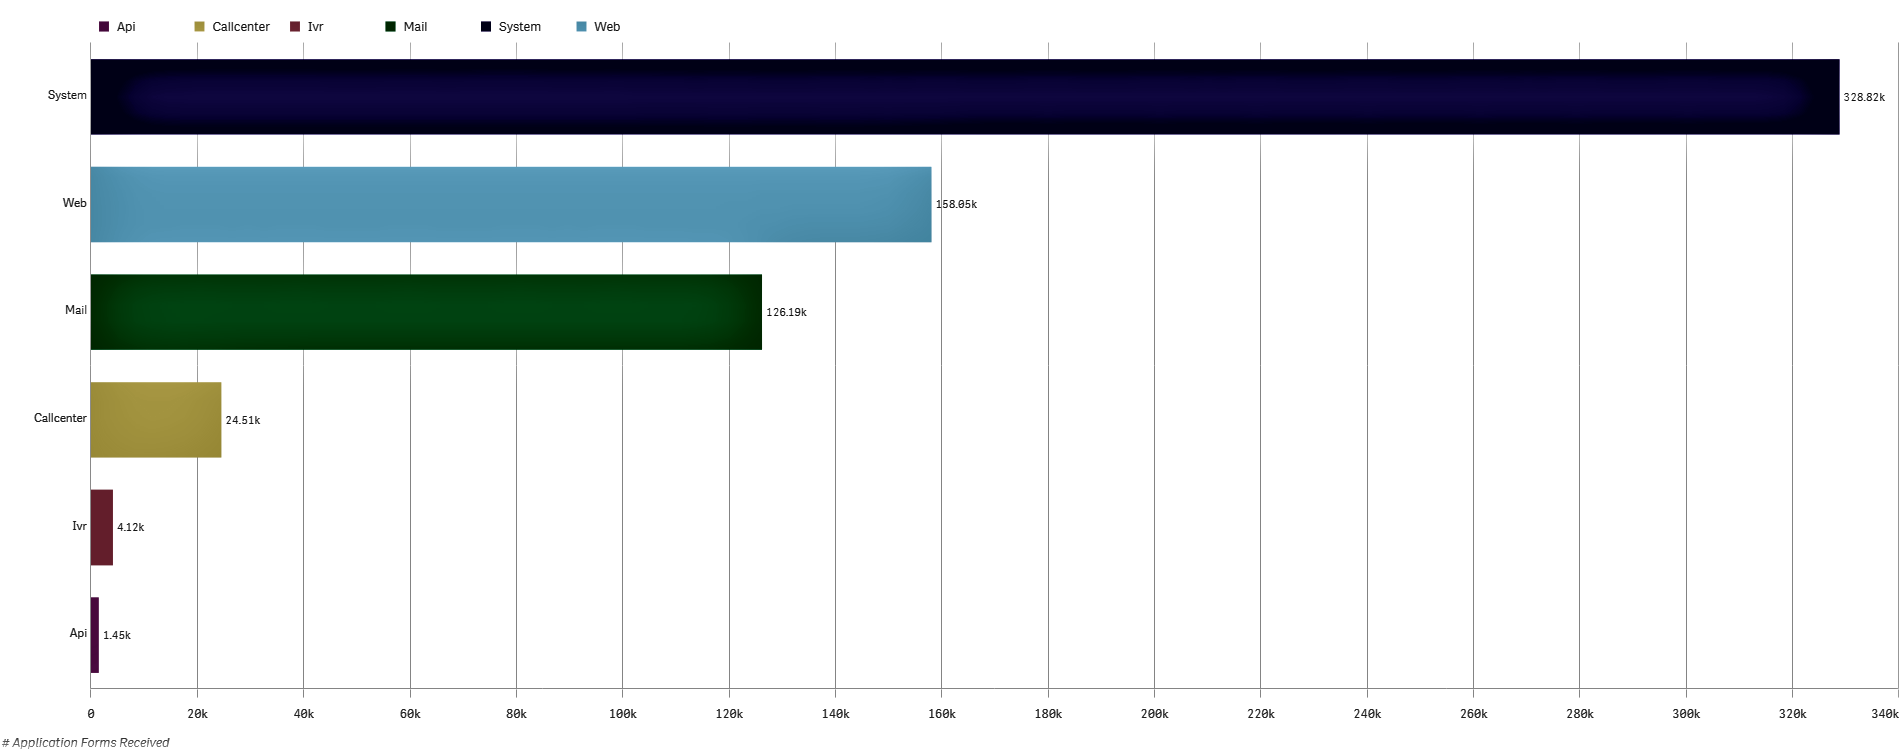 Api Callcenter Ivr Mail System Web
System 328.82k
Web 158.05k
Mail 126.19k
Callcenter 24.51k
Ivr 4.12k
Api 1.45k
0 20k 40k 60k 80k 100k 120k 140k 160k 180k 200k 220k 240k 260k 280k 300k 320k 340k
# Application Forms Received